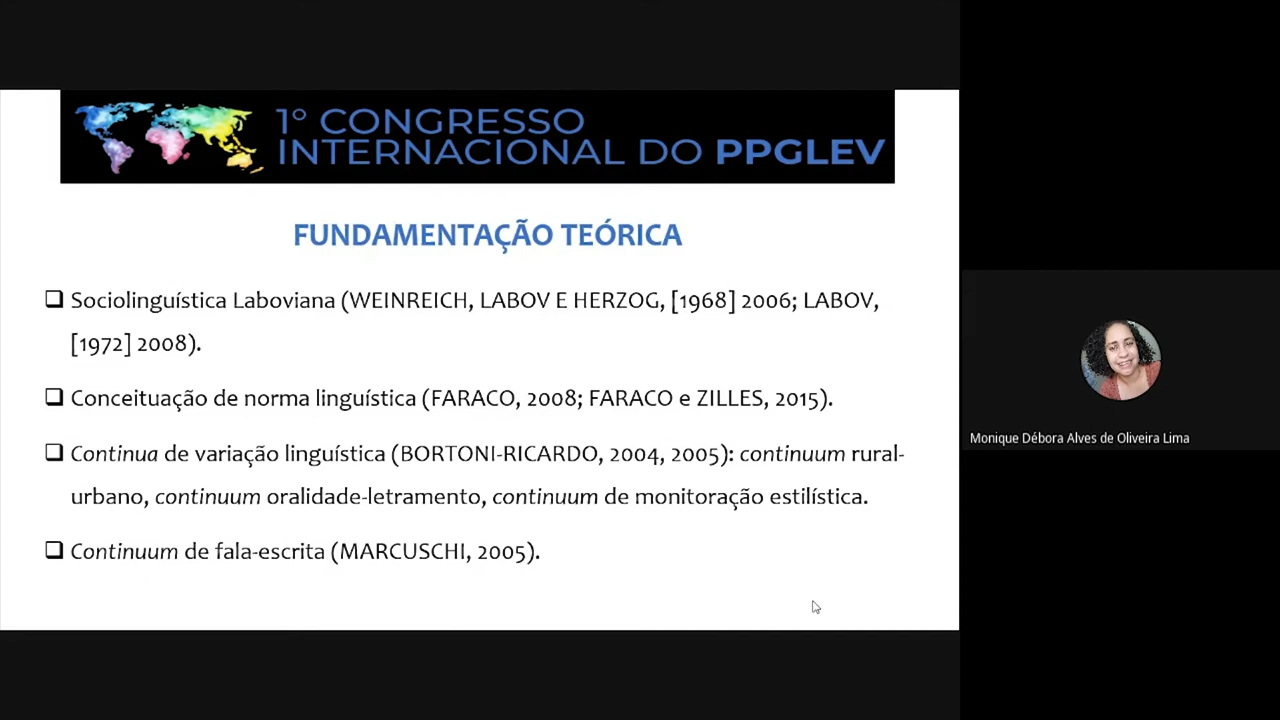 1º CONGRESSO
INTERNACIONAL DO PPGLEV
FUNDAMENTAÇÃO TEÓRICA
❑ Sociolinguística Laboviana (WEINREICH, LABOV E HERZOG, [1968] 2006; LABOV,
[1972] 2008).
❑ Conceituação de norma linguística (FARACO, 2008; FARACO e ZILLES, 2015).
❑ Continua de variação linguística (BORTONI-RICARDO, 2004, 2005): continuum rural-
urbano, continuum oralidade-letramento, continuum de monitoração estilística.
❑ Continuum de fala-escrita (MARCUSCHI, 2005).
Monique Débora Alves de Oliveira Lima